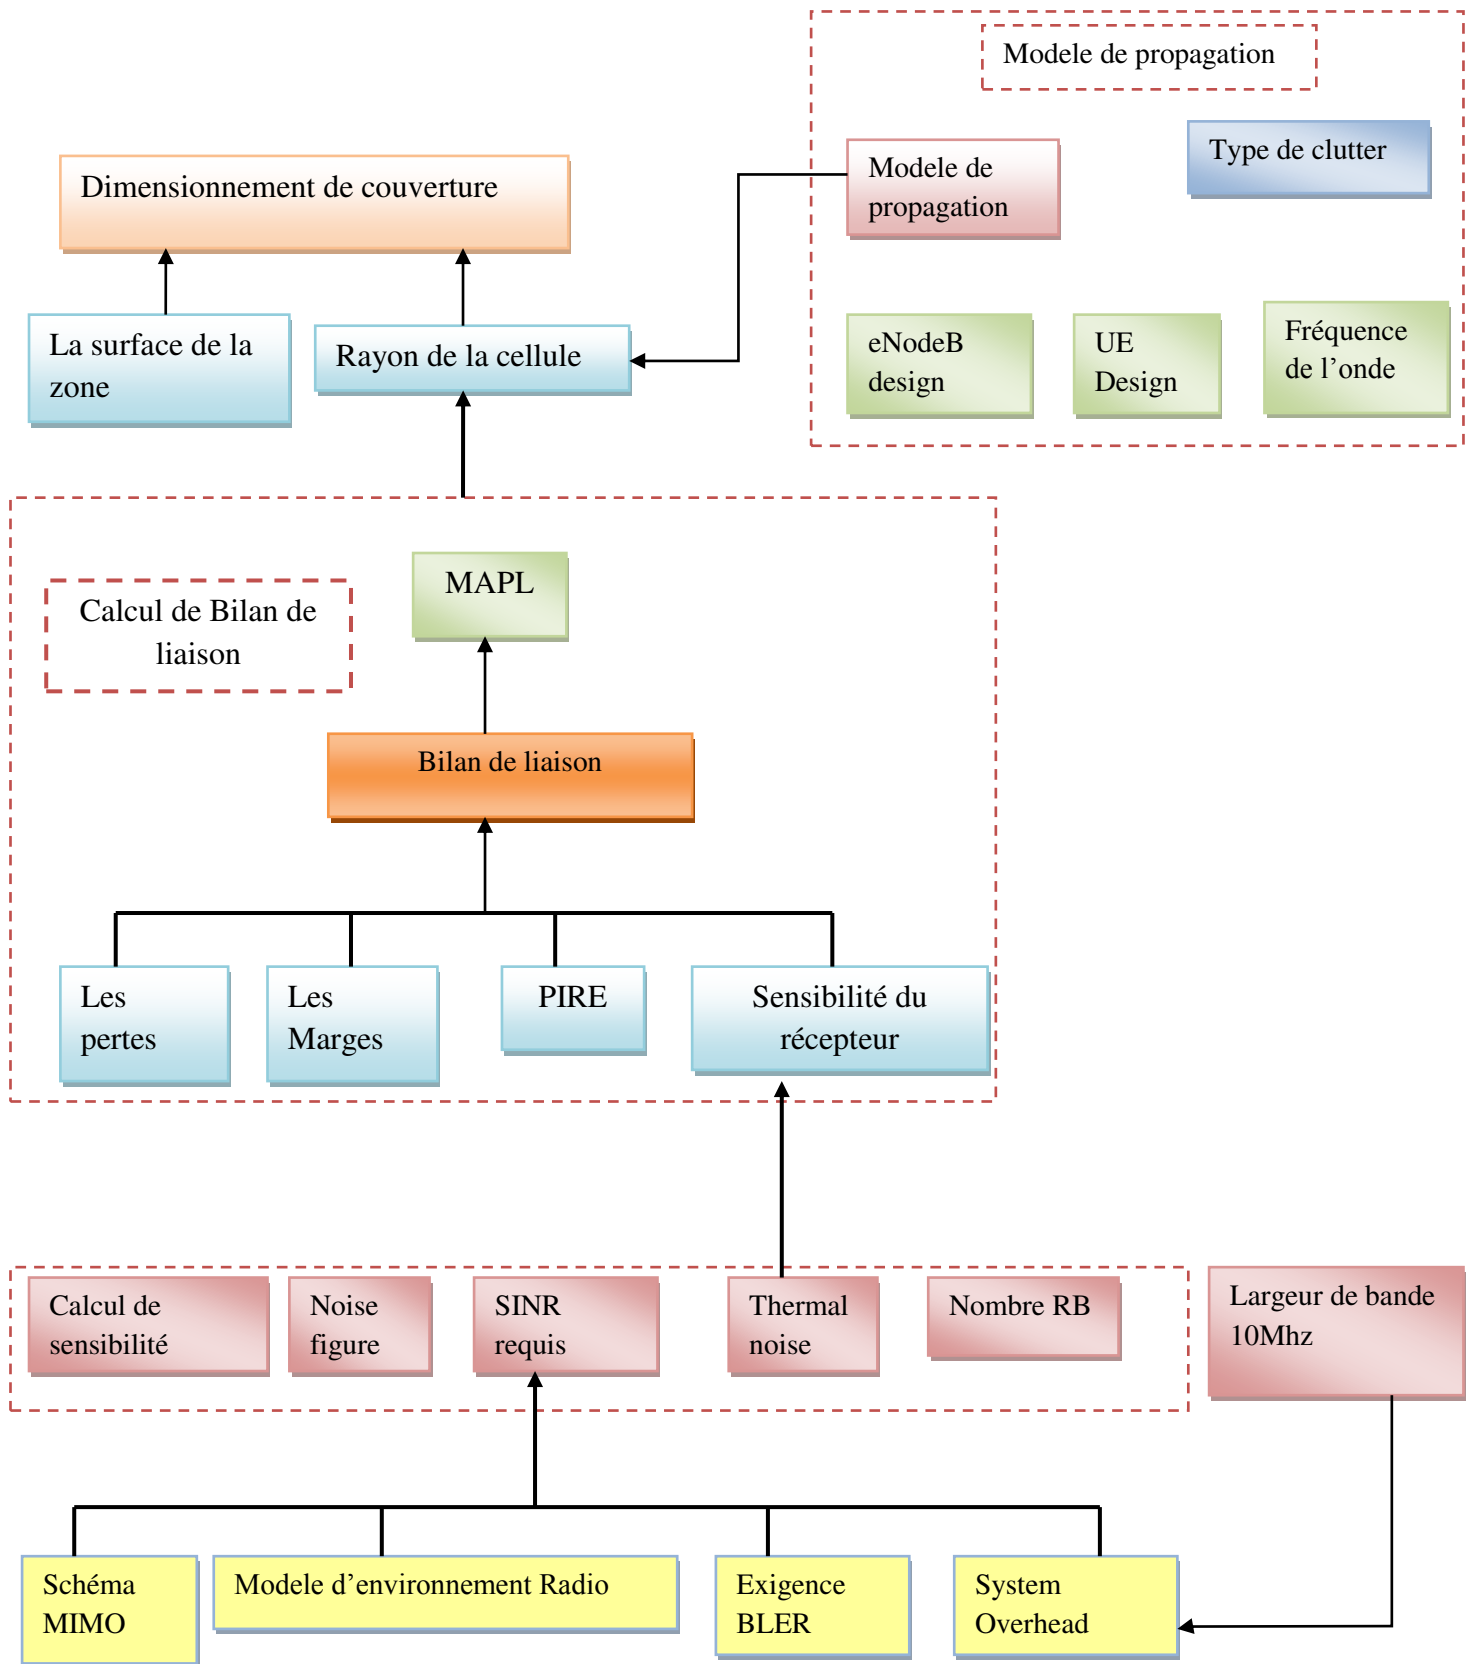 Modele de propagation
Type de clutter
Modele de
propagation
Dimensionnement de couverture
eNodeB
design
UE
Design
Fréquence
de l’onde
La surface de la
zone
Rayon de la cellule
MAPL
Calcul de Bilan de
liaison
Bilan de liaison
Les
pertes
Les
Marges
PIRE
Sensibilité du
récepteur
Calcul de
sensibilité
Noise
figure
SINR
requis
Thermal
noise
Nombre RB
Largeur de bande
10Mhz
Schéma
MIMO
Modele d’environnement Radio
Exigence
BLER
System
Overhead